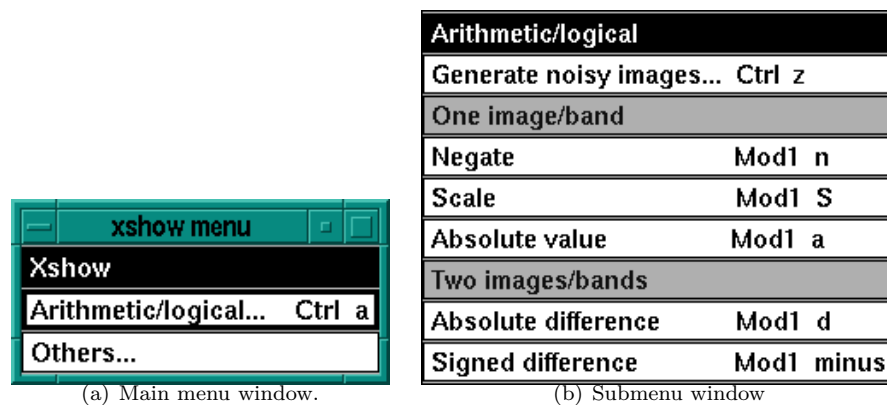 xshow menu
Xshow
Arithmetic/logical... Ctrl a
Others...
(a) Main menu window.
Arithmetic/logical
Generate noisy images... Ctrl z
One image/band
Negate Mod1 n
Scale Mod1 S
Absolute value Mod1 a
Two images/bands
Absolute difference Mod1 d
Signed difference Mod1 minus
(b) Submenu window